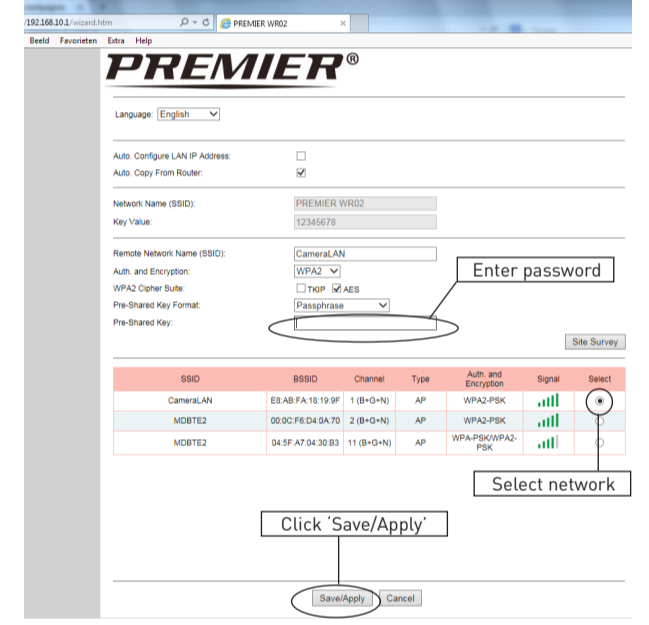 /192.168.10.1/wizard.htm
PREMIER WR02
Beeld Favorieten Extra Help
PREMIER®
Language: English
Auto. Configure LAN IP Address:
Auto. Copy From Router:
Network Name (SSID): PREMIER WR02
Key Value: 12345678
Remote Network Name (SSID): CameraLAN
Auth. and Encryption: WPA2
Enter password
WPA2 Cipher Suite: TKIP AES
Pre-Shared Key Format: Passphrase
Pre-Shared Key:
Site Survey
SSID BSSID Channel Type Auth. and Encryption Signal Select
CameraLAN E8:AB:FA:18:19:9F 1 (B+G+N) AP WPA2-PSK
MDBTE2 00:0C:F6:D4:0A:70 2 (B+G+N) AP WPA2-PSK
MDBTE2 04:5F:A7:04:30:B3 11 (B+G+N) AP WPA-PSK/WPA2-PSK
Select network
Click 'Save/Apply'
Save/Apply Cancel